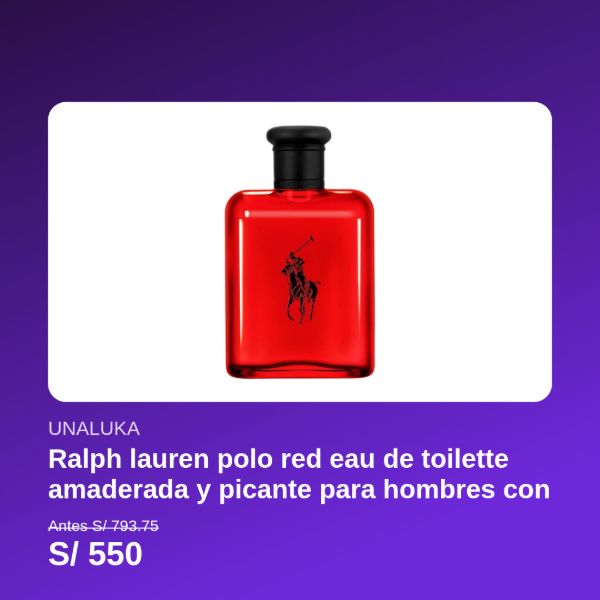 UNALUKA
Ralph lauren polo red eau de toilette
amaderada y picante para hombres con
Antes S/ 793.75
S/ 550